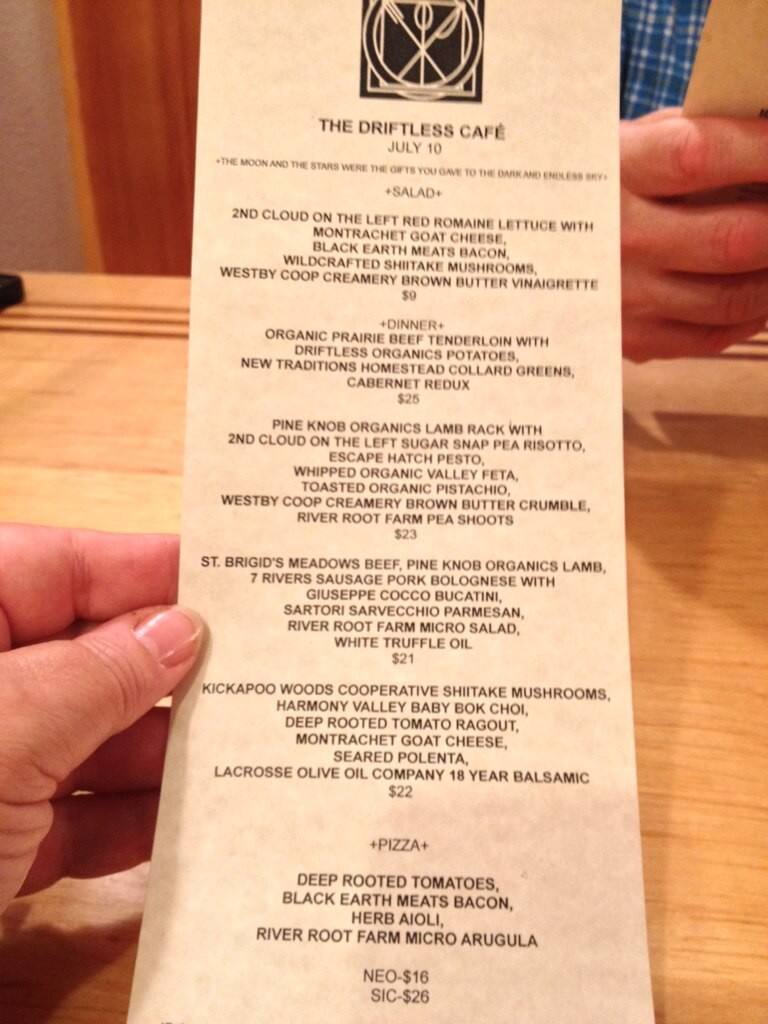 THE DRIFTLESS CAFÉ
JULY 10
+THE MOON AND THE STARS WERE THE GIFTS YOU GAVE TO THE DARK AND ENDLESS SKY+
+SALAD+
2ND CLOUD ON THE LEFT RED ROMAINE LETTUCE WITH
MONTRACHET GOAT CHEESE,
BLACK EARTH MEATS BACON,
WILDCRAFTED SHIITAKE MUSHROOMS,
WESTBY COOP CREAMERY BROWN BUTTER VINAIGRETTE
$9
+DINNER+
ORGANIC PRAIRIE BEEF TENDERLOIN WITH
DRIFTLESS ORGANICS POTATOES,
NEW TRADITIONS HOMESTEAD COLLARD GREENS,
CABERNET REDUX
$25
PINE KNOB ORGANICS LAMB RACK WITH
2ND CLOUD ON THE LEFT SUGAR SNAP PEA RISOTTO,
ESCAPE HATCH PESTO,
WHIPPED ORGANIC VALLEY FETA,
TOASTED ORGANIC PISTACHIO,
WESTBY COOP CREAMERY BROWN BUTTER CRUMBLE,
RIVER ROOT FARM PEA SHOOTS
$23
ST. BRIGID'S MEADOWS BEEF, PINE KNOB ORGANICS LAMB,
7 RIVERS SAUSAGE PORK BOLOGNESE WITH
GIUSEPPE COCCO BUCATINI,
SARTORI SARVECCHIO PARMESAN,
RIVER ROOT FARM MICRO SALAD,
WHITE TRUFFLE OIL
$21
KICKAPOO WOODS COOPERATIVE SHIITAKE MUSHROOMS,
HARMONY VALLEY BABY BOK CHOI,
DEEP ROOTED TOMATO RAGOUT,
MONTRACHET GOAT CHEESE,
SEARED POLENTA,
LACROSSE OLIVE OIL COMPANY 18 YEAR BALSAMIC
$22
+PIZZA+
DEEP ROOTED TOMATOES,
BLACK EARTH MEATS BACON,
HERB AIOLI,
RIVER ROOT FARM MICRO ARUGULA
NEO-$16
SIC-$26